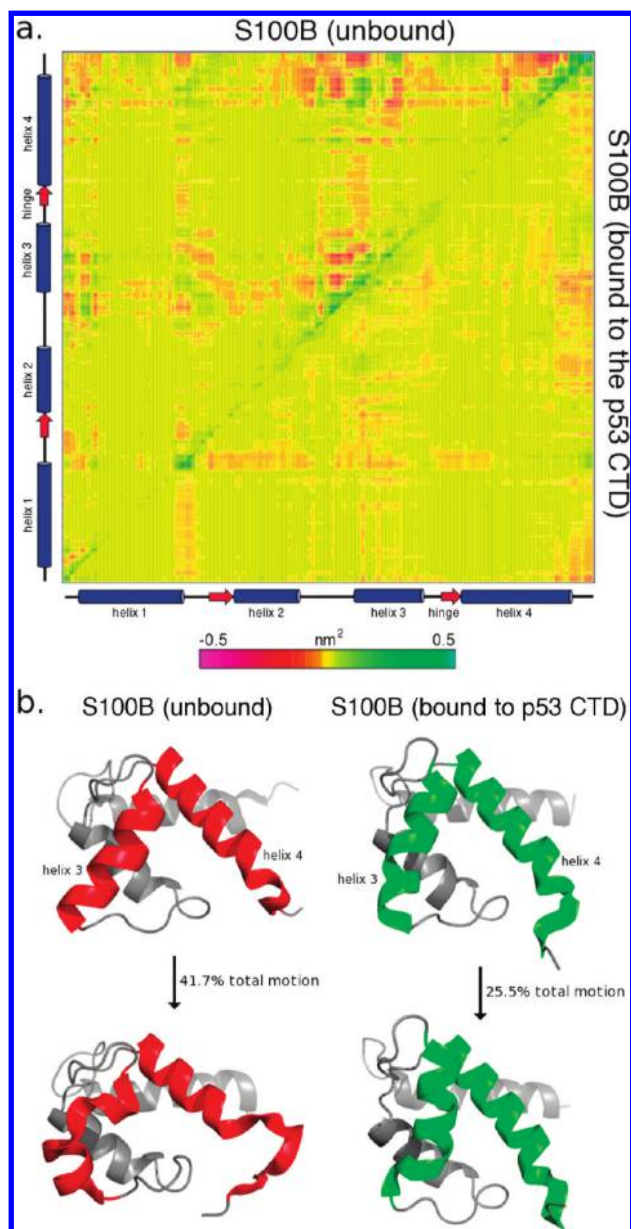 a.
S100B (unbound)
helix 4
hinge
helix 3
helix 2
helix 1
S100B (bound to the p53 CTD)
helix 1
helix 2
helix 3
hinge
helix 4
-0.5
nm²
0.5
b.
S100B (unbound)
S100B (bound to p53 CTD)
helix 3
helix 4
helix 3
helix 4
41.7% total motion
25.5% total motion